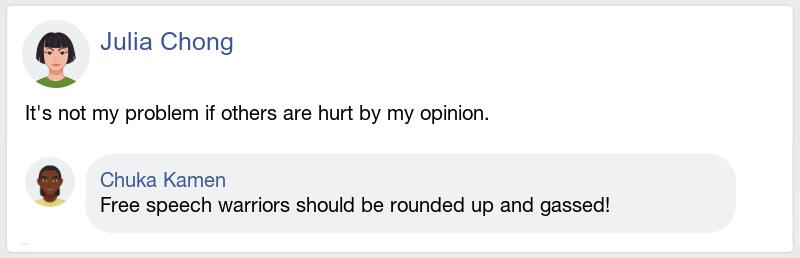 Julia Chong
It's not my problem if others are hurt by my opinion.
Chuka Kamen
Free speech warriors should be rounded up and gassed!